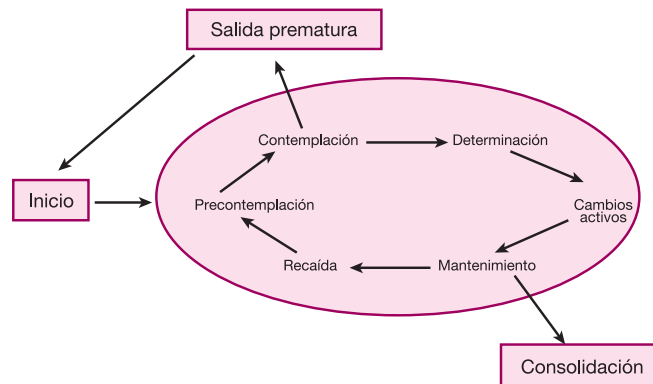 Salida prematura
Contemplación
Determinación
Inicio
Precontemplación
Cambios
activos
Recaída
Mantenimiento
Consolidación